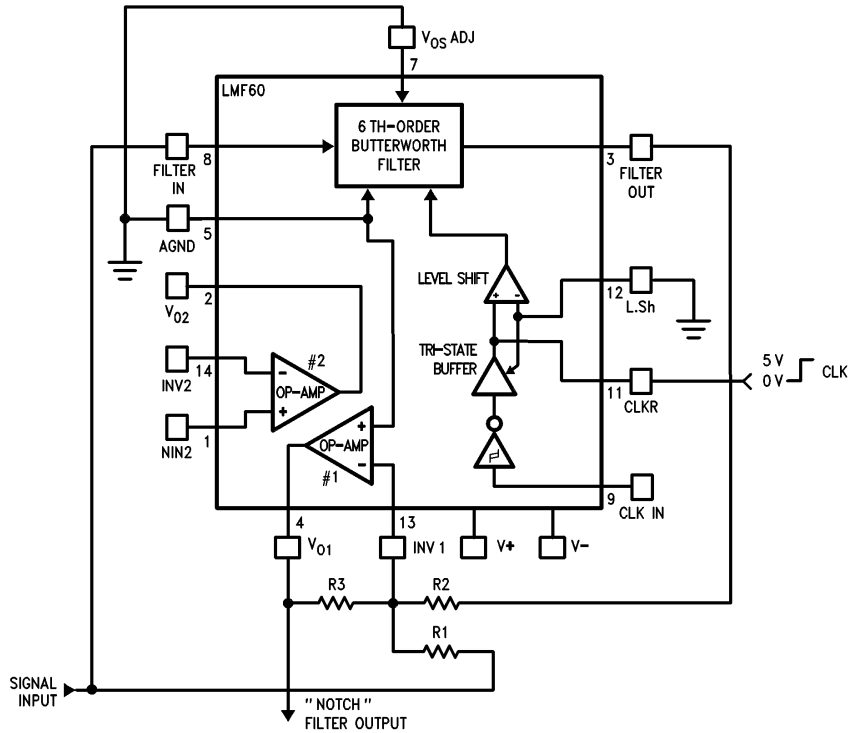 V_OS ADJ
7
LMF60
6 TH-ORDER
BUTTERWORTH
FILTER
8
FILTER
IN
3
FILTER
OUT
5
AGND
LEVEL SHIFT
+ -
12
L.Sh
2
V_O2
TRI-STATE
BUFFER
5 V
0 V
CLK
14
INV2
#2
-
OP-AMP
+
11
CLKR
1
NIN2
+
OP-AMP
-
#1
9
CLK IN
4
13
V_O1
INV 1
V+
V-
R3
R2
R1
SIGNAL
INPUT
"NOTCH"
FILTER OUTPUT